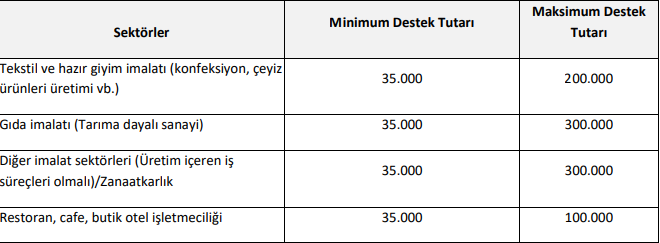 Sektörler
Minimum Destek Tutarı
Maksimum Destek
Tutarı
Tekstil ve hazır giyim imalatı (konfeksiyon, çeyiz
ürünleri üretimi vb.)
35.000
200.000
Gıda imalatı (Tarıma dayalı sanayi)
35.000
300.000
Diğer imalat sektörleri (Üretim içeren iş
süreçleri olmalı)/Zanaatkarlık
35.000
300.000
Restoran, cafe, butik otel işletmeciliği
35.000
100.000